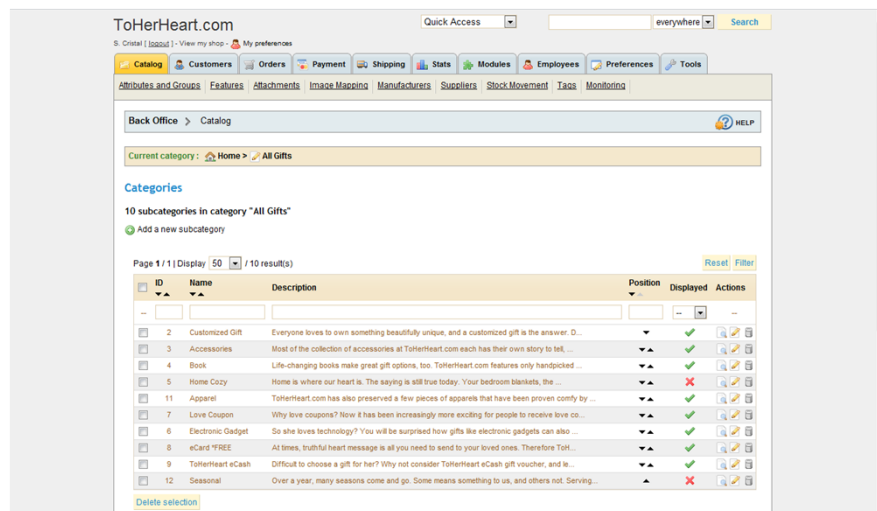 ToHerHeart.com
Quick Access everywhere Search
S. Cristal [ logout ] - View my shop - My preferences
Catalog Customers Orders Payment Shipping Stats Modules Employees Preferences Tools
Attributes and Groups Features Attachments Image Mapping Manufacturers Suppliers Stock Movement Tags Monitoring
Back Office > Catalog HELP
Current category : Home > All Gifts
Categories
10 subcategories in category "All Gifts"
Add a new subcategory
Page 1 / 1 | Display 50 / 10 result(s) Reset Filter
ID Name Description Position Displayed Actions
-- -- --
2 Customized Gift Everyone loves to own something beautifully unique, and a customized gift is the answer. D...
3 Accessories Most of the collection of accessories at ToHerHeart.com each has their own story to tell, ...
4 Book Life-changing books make great gift options, too. ToHerHeart.com features only handpicked ...
5 Home Cozy Home is where our heart is. The saying is still true today. Your bedroom blankets, the ...
11 Apparel ToHerHeart.com has also preserved a few pieces of apparels that have been proven comfy by ...
7 Love Coupon Why love coupons? Now it has been increasingly more exciting for people to receive love co...
6 Electronic Gadget So she loves technology? You will be surprised how gifts like electronic gadgets can also ...
8 eCard *FREE At times, truthful heart message is all you need to send to your loved ones. Therefore ToH...
9 ToHerHeart eCash Difficult to choose a gift for her? Why not consider ToHerHeart eCash gift voucher, and le...
12 Seasonal Over a year, many seasons come and go. Some means something to us, and others not. Serving...
Delete selection